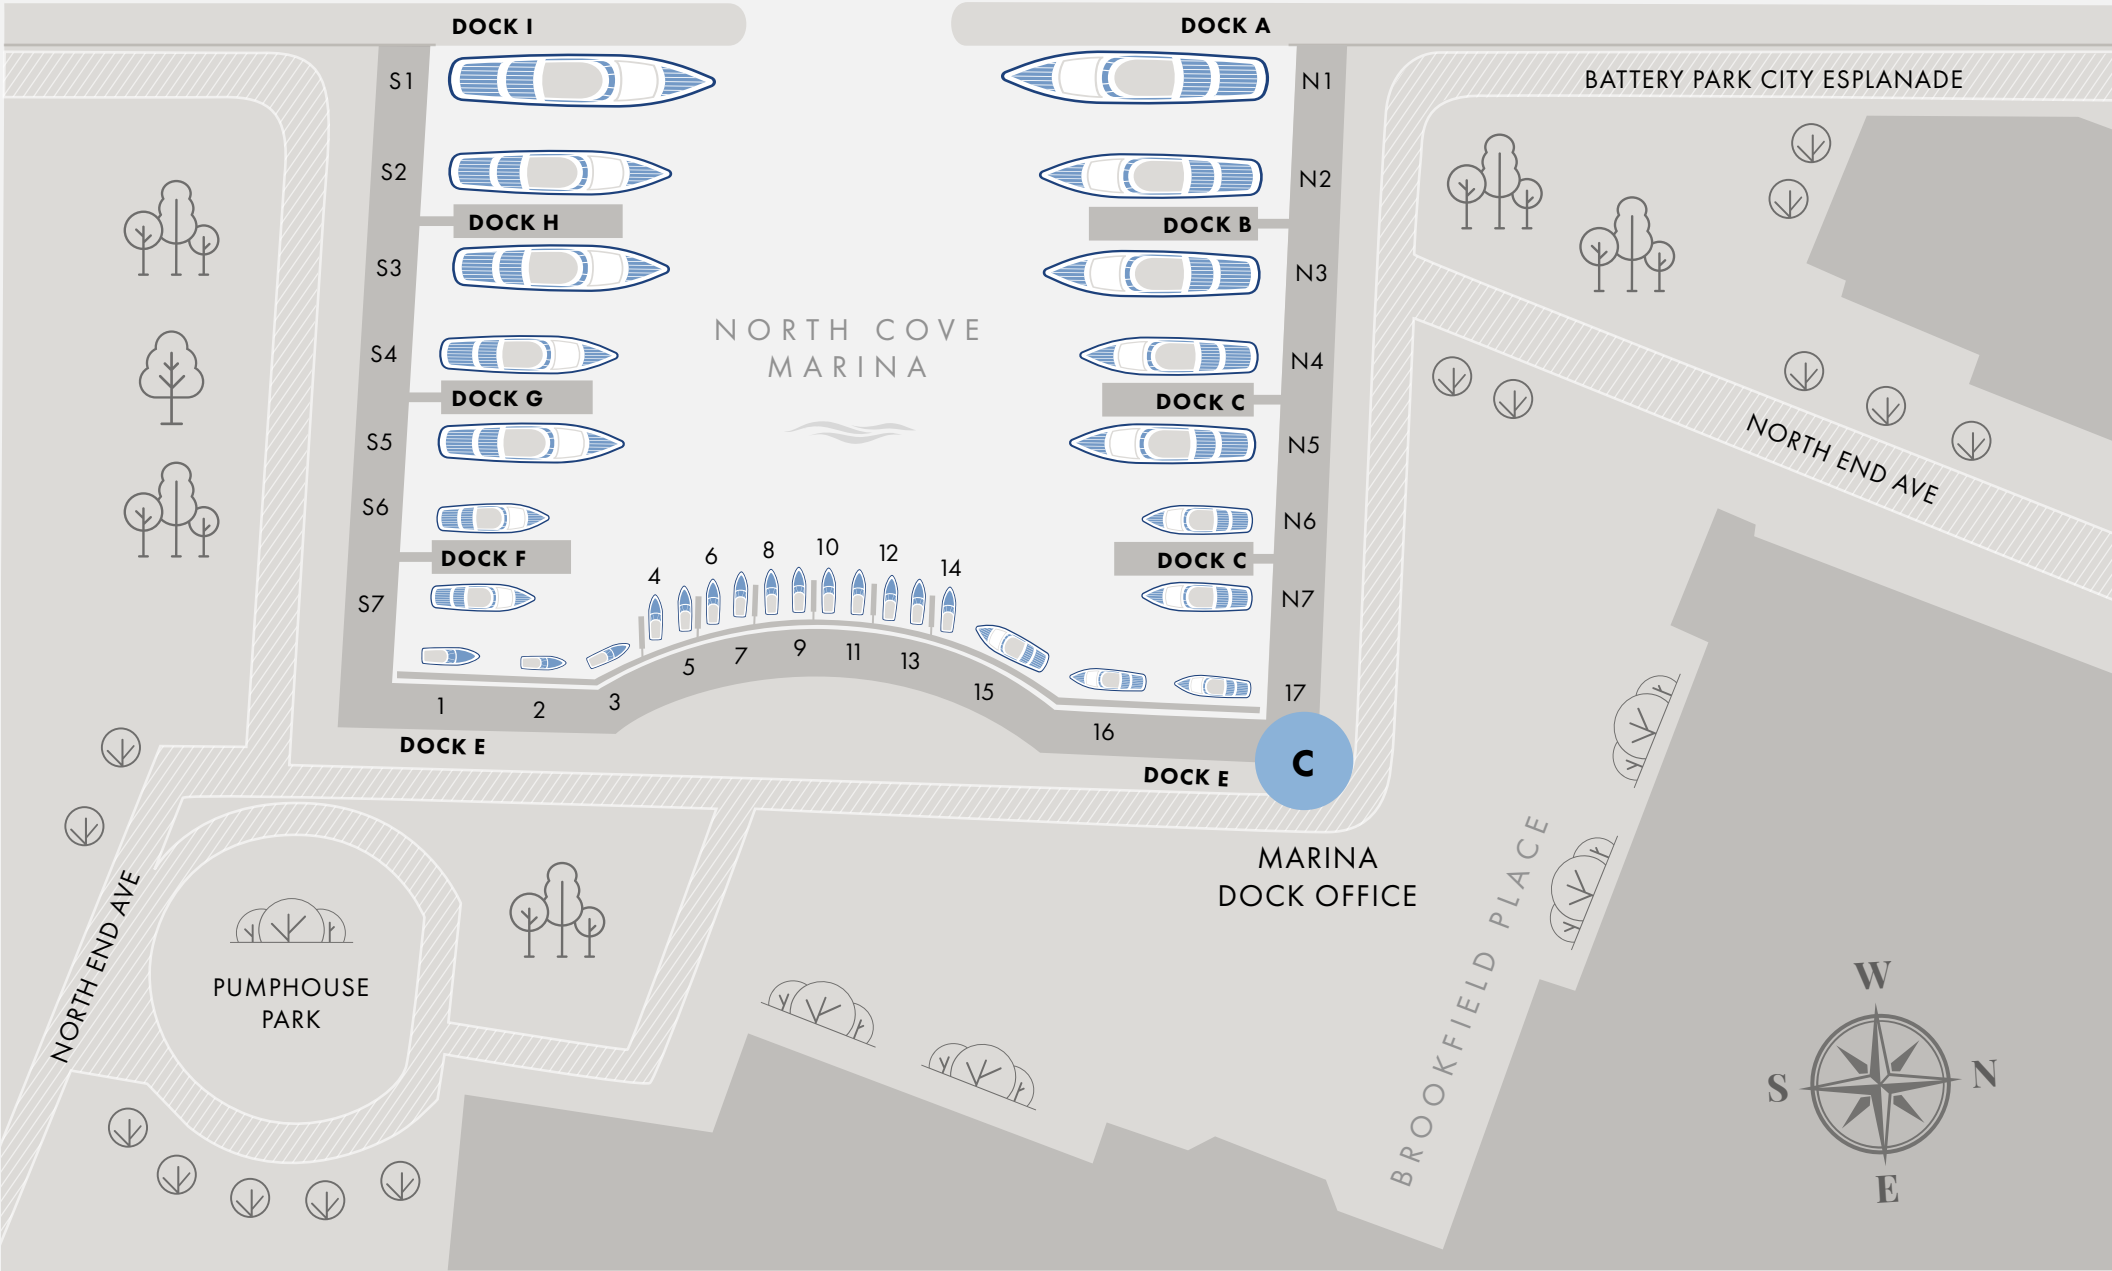 DOCK I
DOCK A
S1
N1
BATTERY PARK CITY ESPLANADE
S2
N2
DOCK H
DOCK B
S3
N3
NORTH COVE
MARINA
S4
N4
DOCK G
DOCK C
S5
N5
NORTH END AVE
S6
N6
DOCK F
DOCK C
S7
N7
4
6
8
10
12
14
1
2
3
5
7
9
11
13
15
16
17
DOCK E
DOCK E
C
MARINA
DOCK OFFICE
BROOKFIELD PLACE
NORTH END AVE
PUMPHOUSE
PARK
W
S
N
E